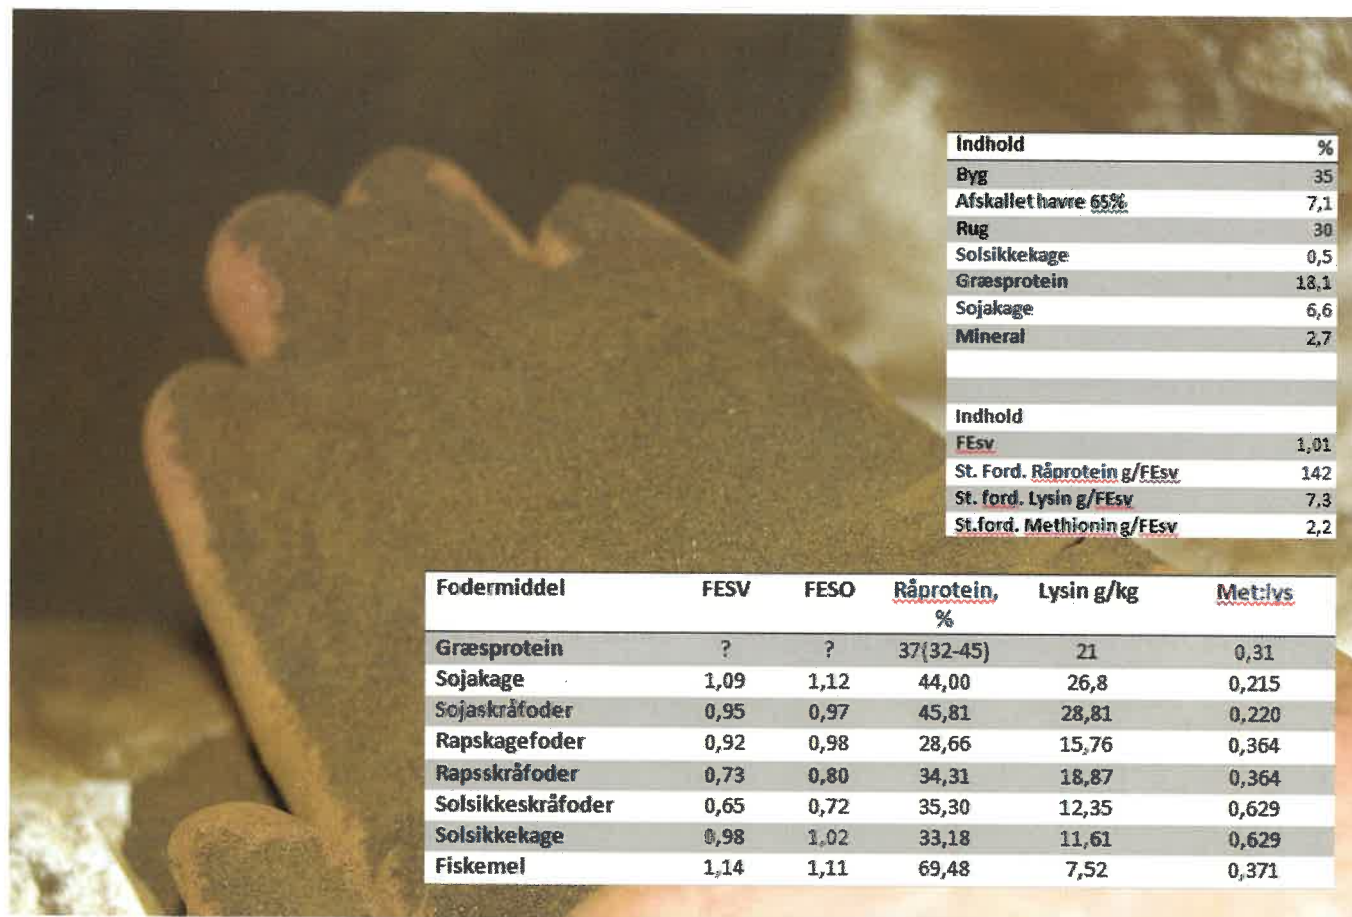 Indhold %
Byg 35
Afskallet havre 65% 7,1
Rug 30
Solsikkekage 0,5
Græsprotein 18,1
Sojakage 6,6
Mineral 2,7
Indhold
FEsv 1,01
St. Ford. Råprotein g/FEsv 142
St. ford. Lysin g/FEsv 7,3
St.ford. Methionin g/FEsv 2,2
Fodermiddel FESV FESO Råprotein, Lysin g/kg Met:lys
%
Græsprotein ? ? 37(32-45) 21 0,31
Sojakage 1,09 1,12 44,00 26,8 0,215
Sojaskråfoder 0,95 0,97 45,81 28,81 0,220
Rapskagefoder 0,92 0,98 28,66 15,76 0,364
Rapsskråfoder 0,73 0,80 34,31 18,87 0,364
Solsikkeskråfoder 0,65 0,72 35,30 12,35 0,629
Solsikkekage 0,98 1,02 33,18 11,61 0,629
Fiskemel 1,14 1,11 69,48 7,52 0,371